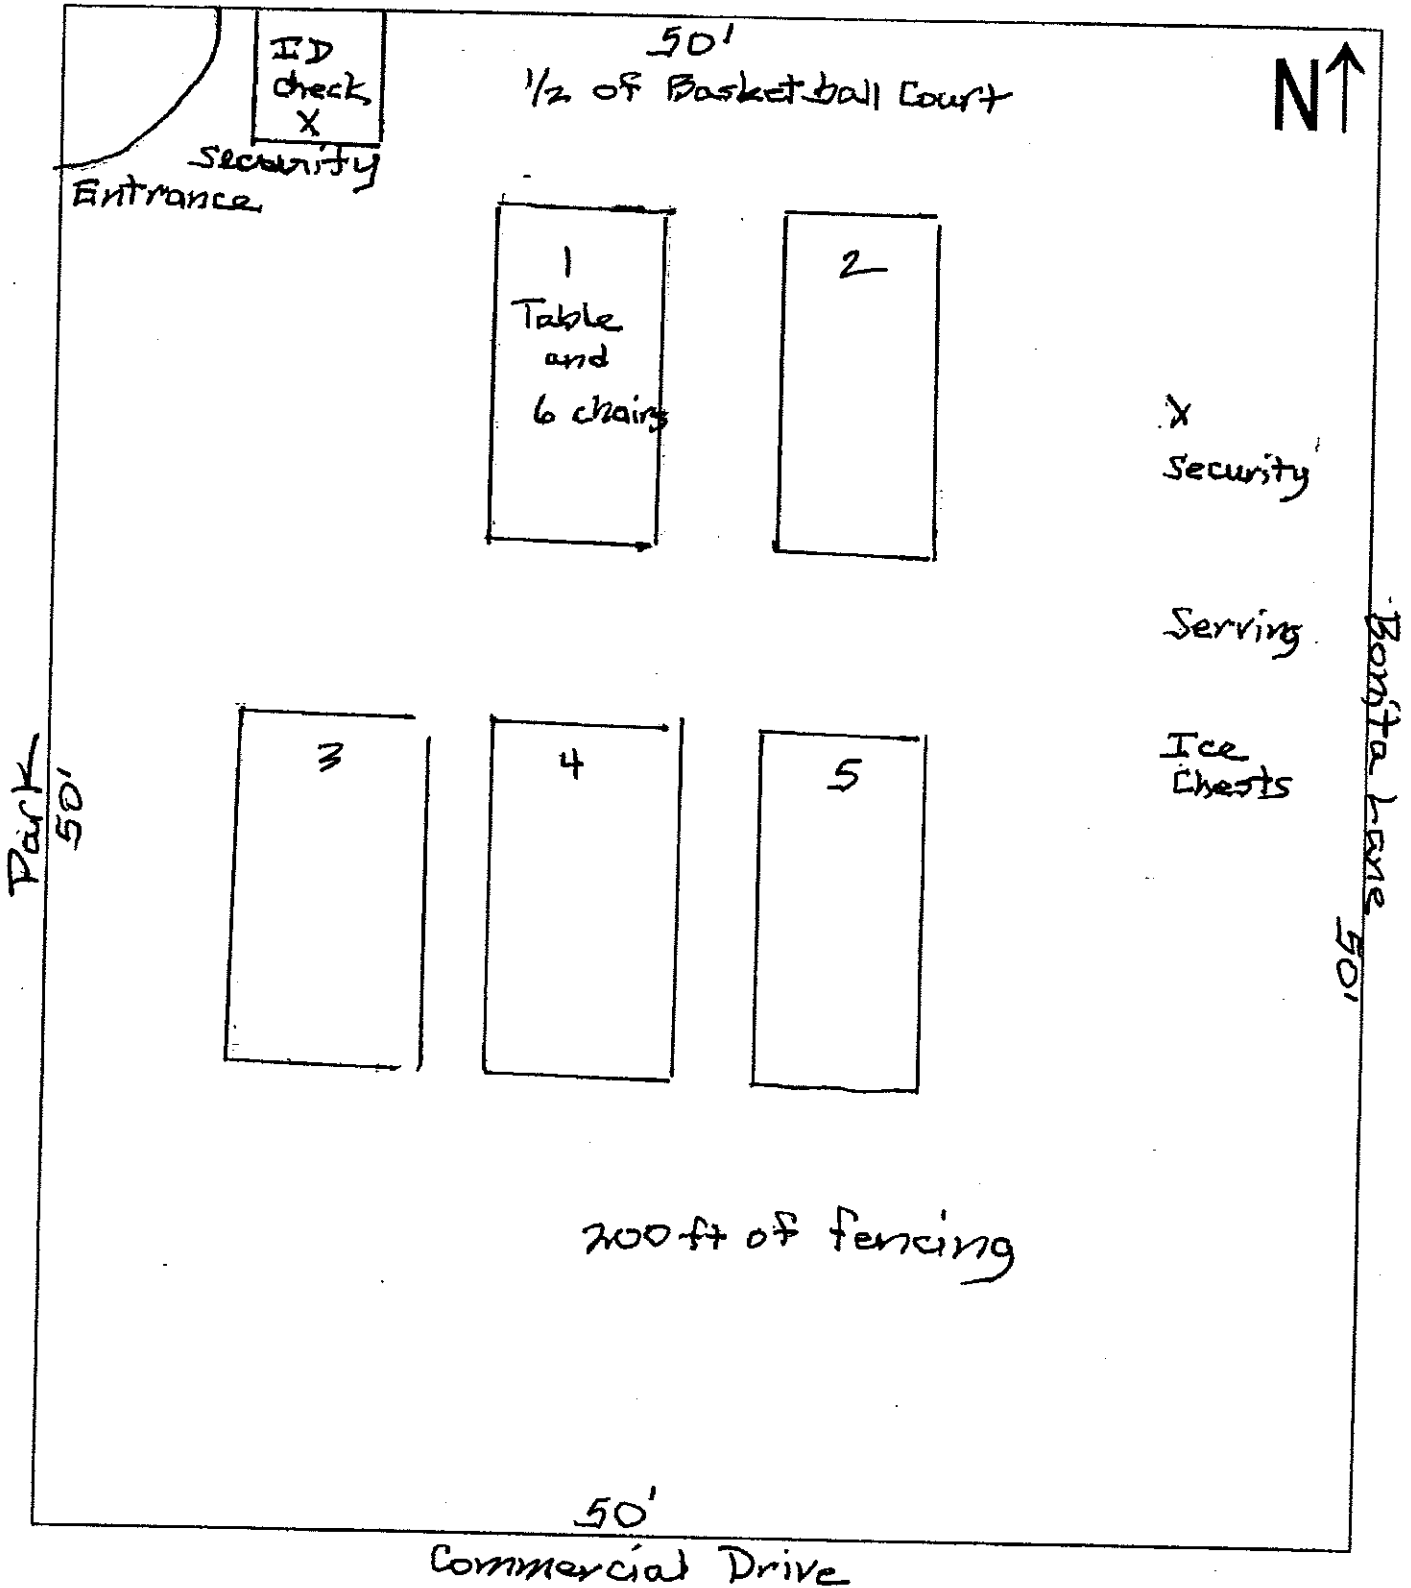 50'
1/2 of Basketball Court
N
ID
check
X
Security
Entrance
1
Table
and
6 chairs
2
X
Security
Serving
Ice
Chests
Bonita Lane 50'
Park
50'
3
4
5
200 ft of fencing
50'
Commercial Drive